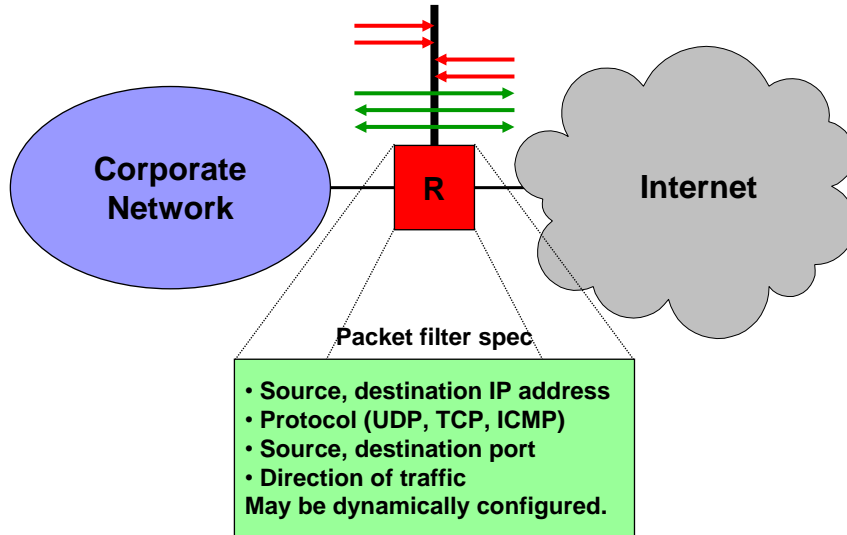 Corporate
Network
R
Internet
Packet filter spec
• Source, destination IP address
• Protocol (UDP, TCP, ICMP)
• Source, destination port
• Direction of traffic
May be dynamically configured.